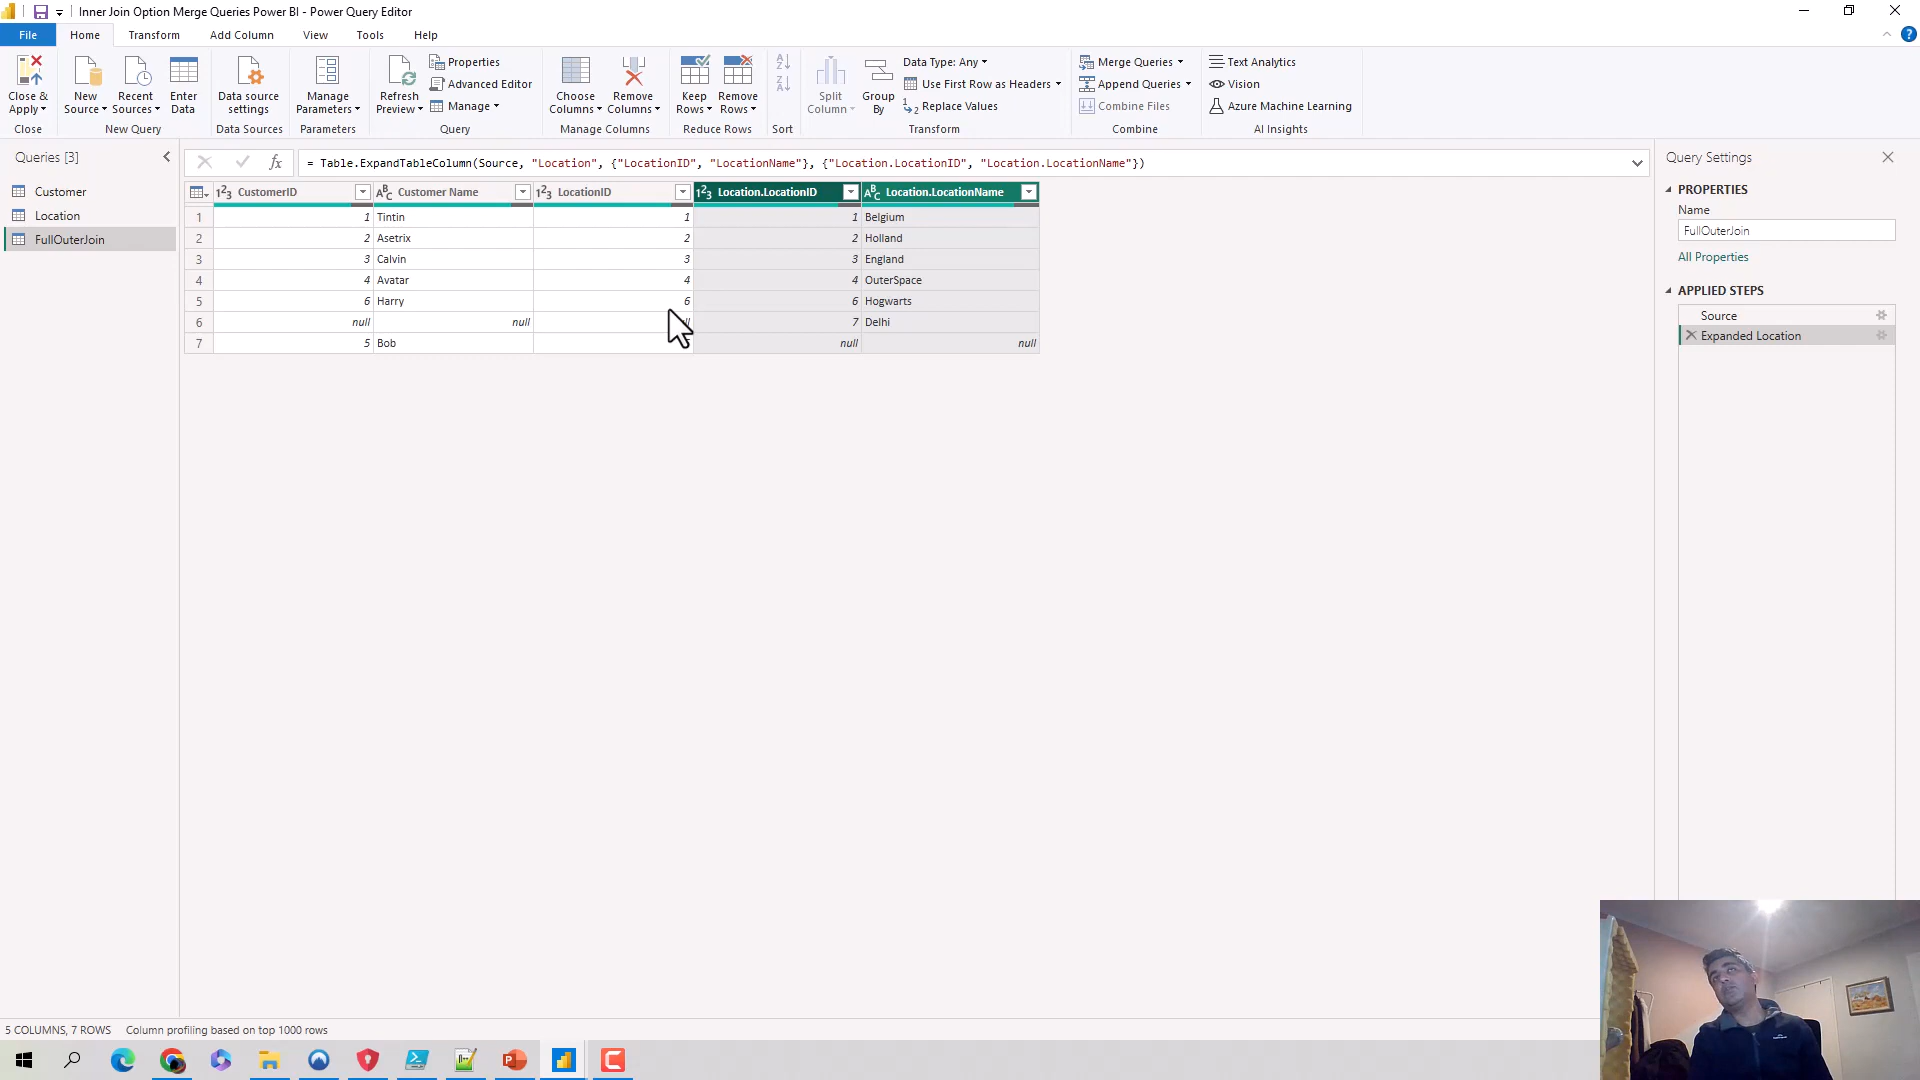 Inner Join Option Merge Queries Power BI - Power Query Editor
File Home Transform Add Column View Tools Help
Close & Apply
Close
New Source
Recent Sources
Enter Data
New Query
Data source settings
Data Sources
Manage Parameters
Parameters
Refresh Preview
Properties
Advanced Editor
Manage
Query
Choose Columns
Remove Columns
Manage Columns
Keep Rows
Remove Rows
Reduce Rows
Sort
Split Column
Group By
Data Type: Any
Use First Row as Headers
Replace Values
Transform
Merge Queries
Append Queries
Combine Files
Combine
Text Analytics
Vision
Azure Machine Learning
AI Insights
Queries [3]
Customer
Location
FullOuterJoin
fx = Table.ExpandTableColumn(Source, "Location", {"LocationID", "LocationName"}, {"Location.LocationID", "Location.LocationName"})
CustomerID Customer Name LocationID Location.LocationID Location.LocationName
1 1 Tintin 1 1 Belgium
2 2 Asetrix 2 2 Holland
3 3 Calvin 3 3 England
4 4 Avatar 4 4 OuterSpace
5 6 Harry 6 6 Hogwarts
6 null null 7 Delhi
7 5 Bob null null
Query Settings
PROPERTIES
Name
FullOuterJoin
All Properties
APPLIED STEPS
Source
Expanded Location
5 COLUMNS, 7 ROWS Column profiling based on top 1000 rows